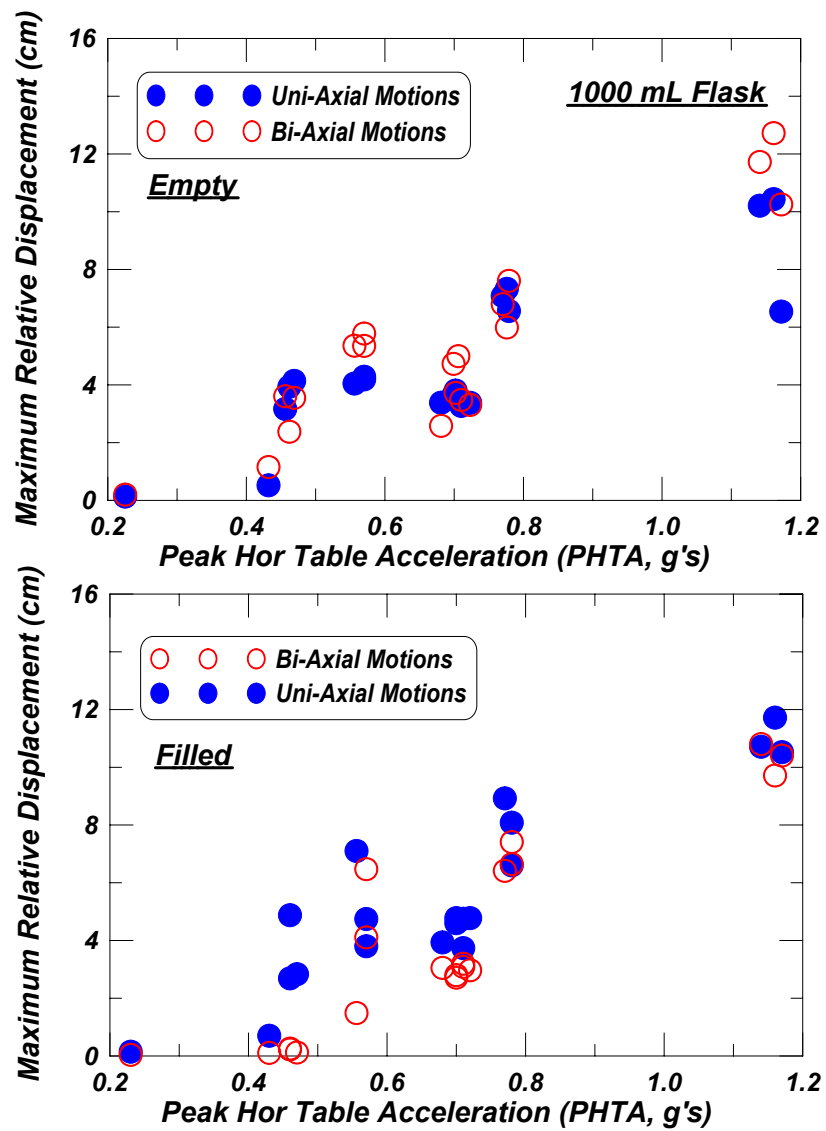 16
12
8
4
0
Maximum Relative Displacement (cm)
Uni-Axial Motions
Bi-Axial Motions
1000 mL Flask
Empty
0.2 0.4 0.6 0.8 1.0 1.2
Peak Hor Table Acceleration (PHTA, g's)
16
12
8
4
0
Maximum Relative Displacement (cm)
Bi-Axial Motions
Uni-Axial Motions
Filled
0.2 0.4 0.6 0.8 1.0 1.2
Peak Hor Table Acceleration (PHTA, g's)